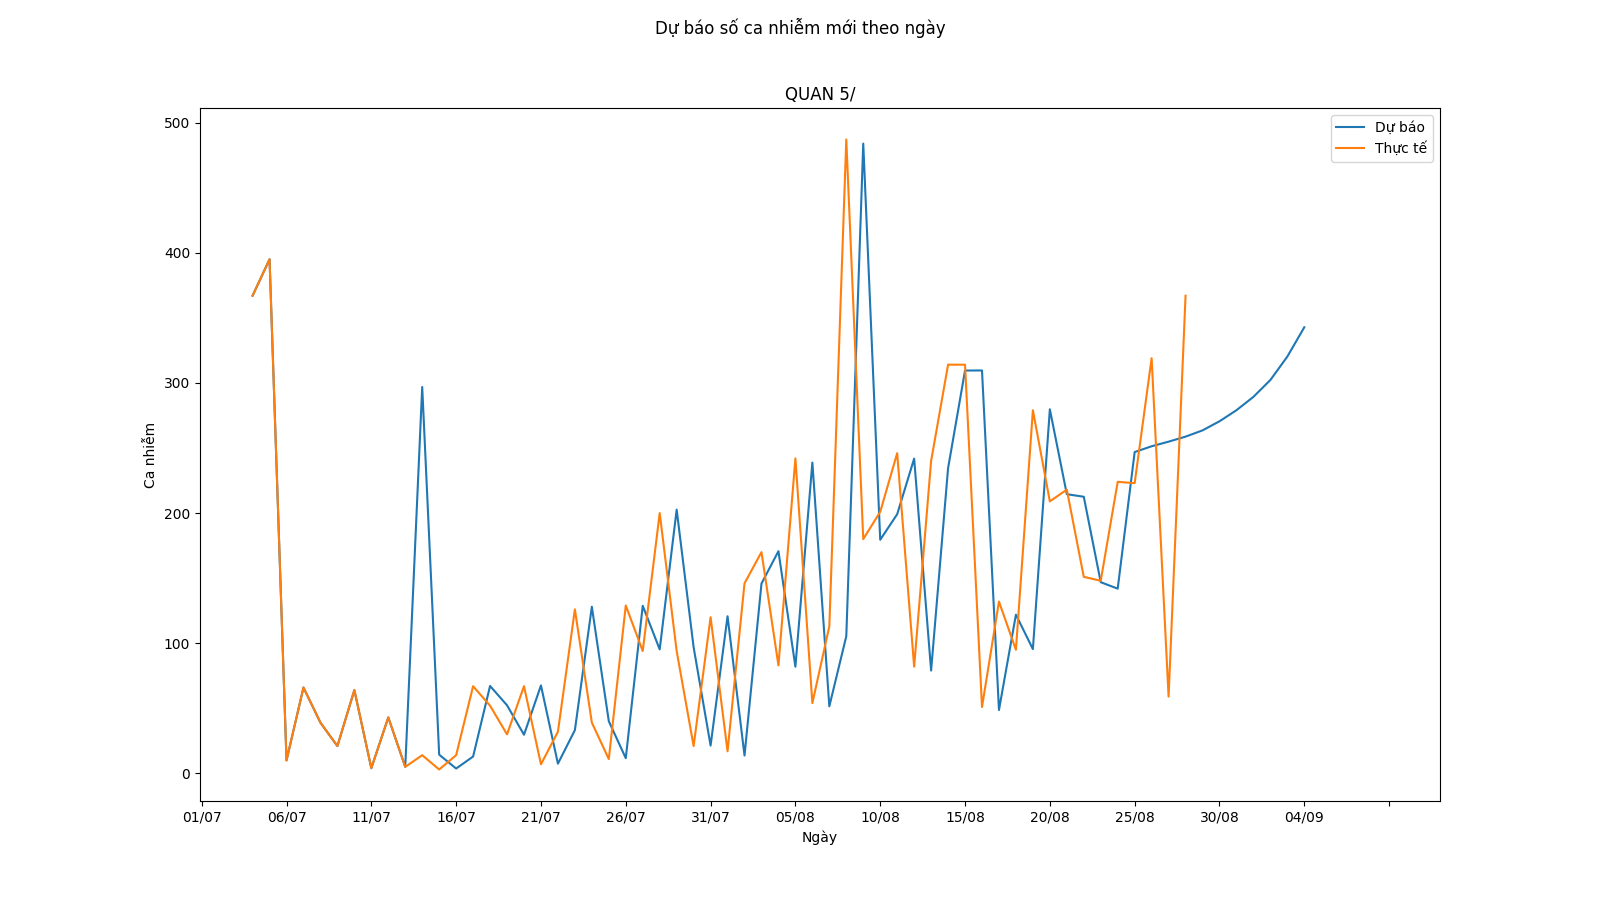 Dự báo số ca nhiễm mới theo ngày
QUAN 5/
Dự báo
Thực tế
500
400
300
200
100
0
Ca nhiễm
01/07 06/07 11/07 16/07 21/07 26/07 31/07 05/08 10/08 15/08 20/08 25/08 30/08 04/09
Ngày